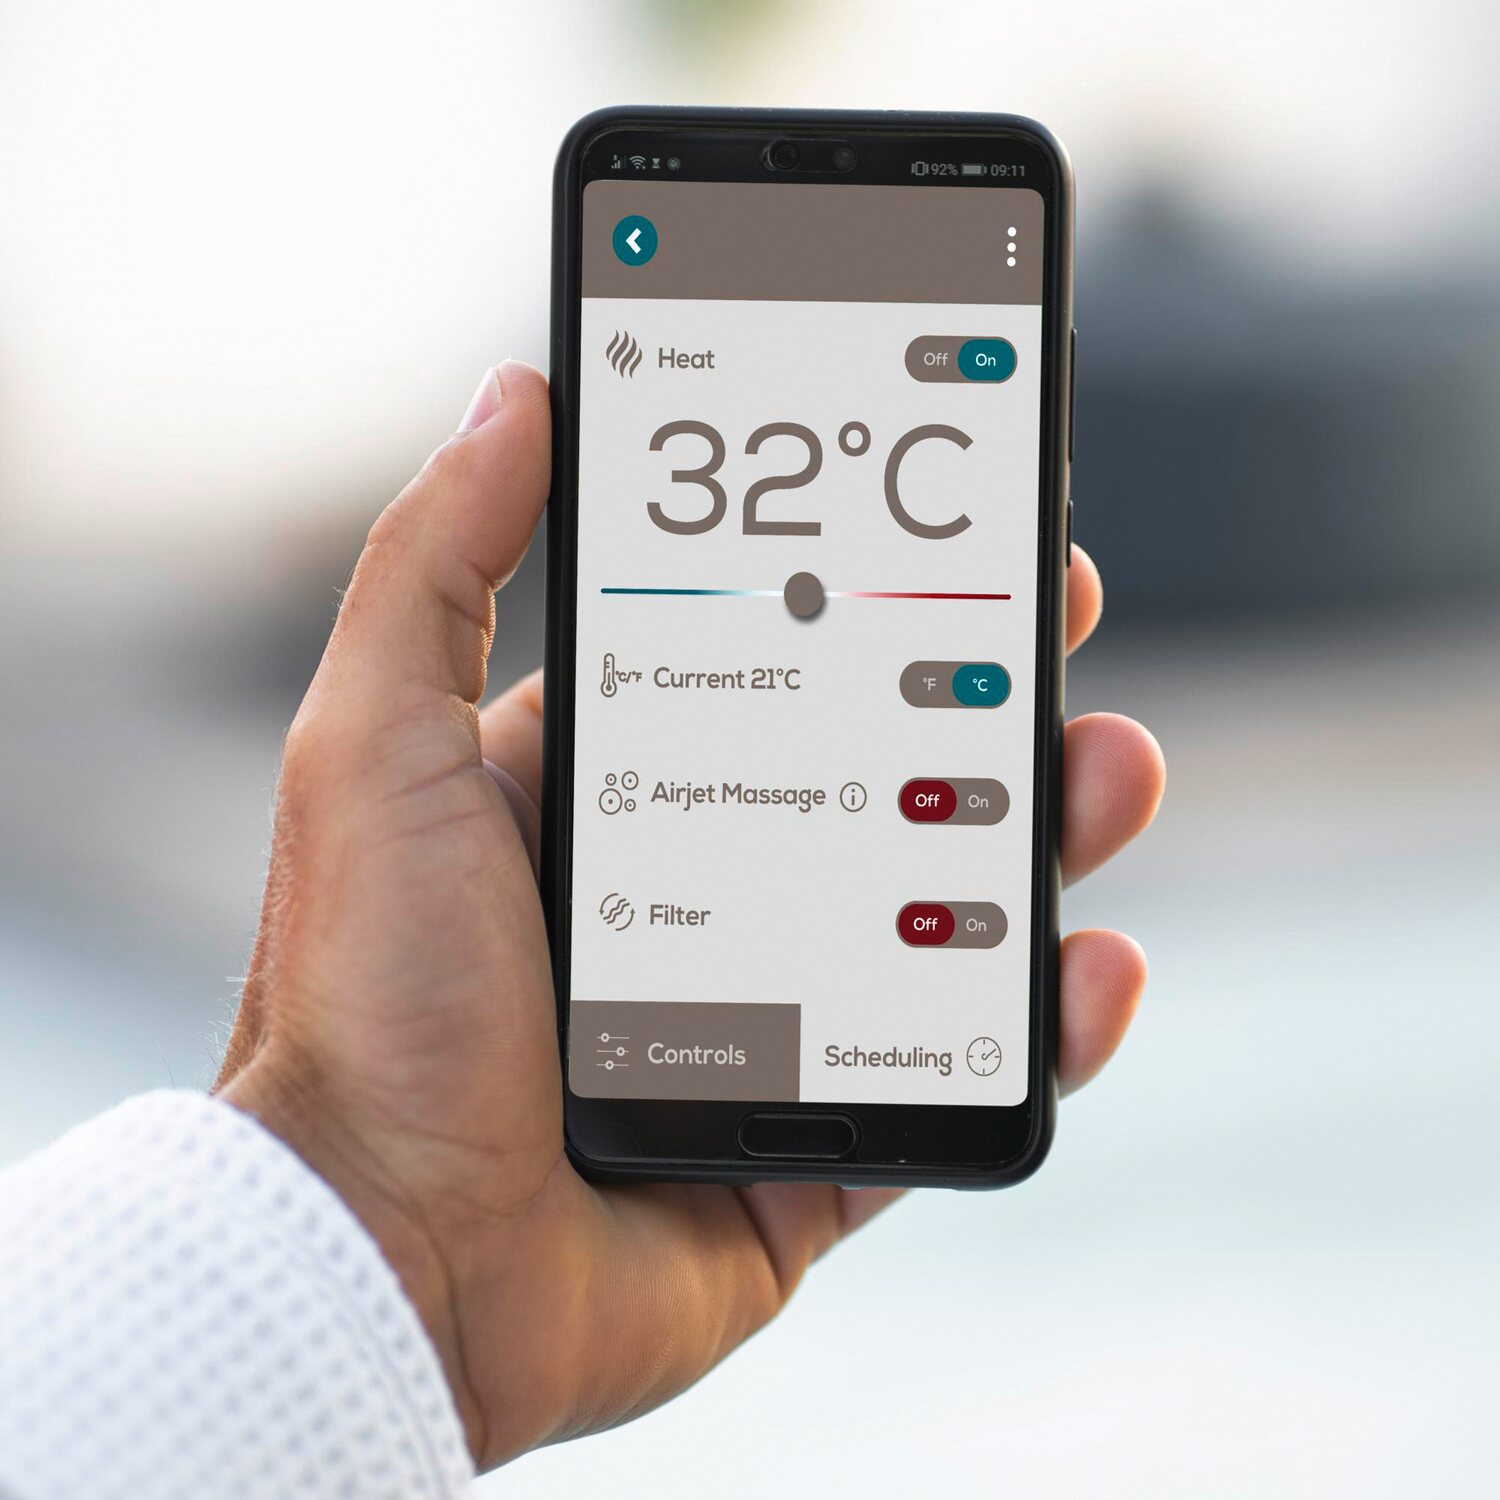 92% 09:11
Heat Off On
32°C
°C/°F Current 21°C °F °C
Airjet Massage i Off On
Filter Off On
Controls Scheduling